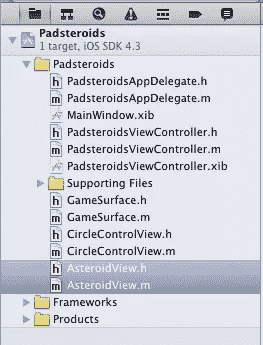 Padsteroids
1 target, iOS SDK 4.3
Padsteroids
h PadsteroidsAppDelegate.h
m PadsteroidsAppDelegate.m
MainWindow.xib
h PadsteroidsViewController.h
m PadsteroidsViewController.m
PadsteroidsViewController.xib
Supporting Files
h GameSurface.h
m GameSurface.m
h CircleControlView.h
m CircleControlView.m
h AsteroidView.h
m AsteroidView.m
Frameworks
Products